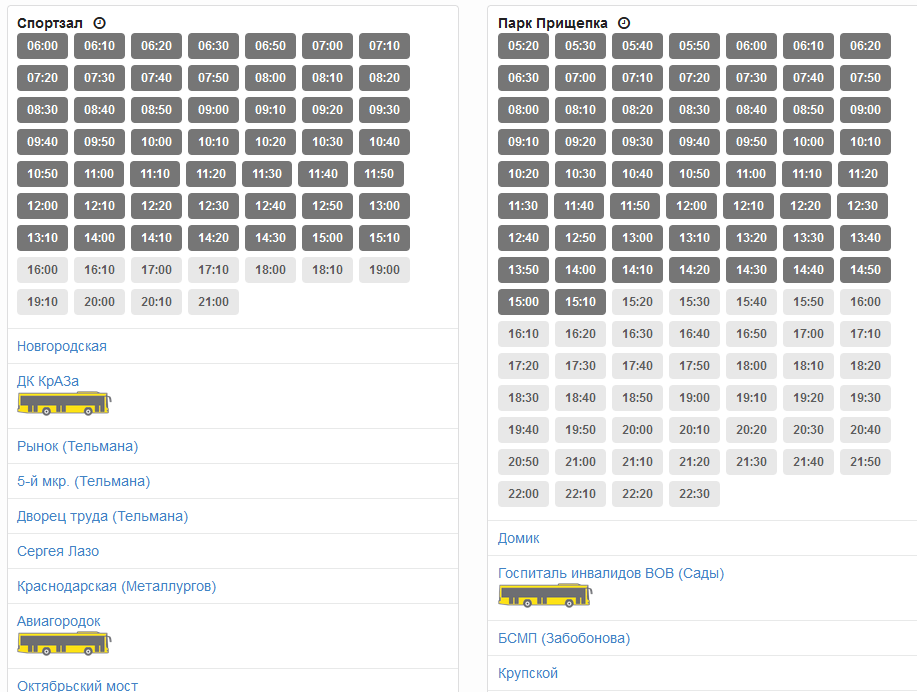 Спортзал
06:00 06:10 06:20 06:30 06:50 07:00 07:10
07:20 07:30 07:40 07:50 08:00 08:10 08:20
08:30 08:40 08:50 09:00 09:10 09:20 09:30
09:40 09:50 10:00 10:10 10:20 10:30 10:40
10:50 11:00 11:10 11:20 11:30 11:40 11:50
12:00 12:10 12:20 12:30 12:40 12:50 13:00
13:10 14:00 14:10 14:20 14:30 15:00 15:10
16:00 16:10 17:00 17:10 18:00 18:10 19:00
19:10 20:00 20:10 21:00
Новгородская
ДК КрАЗа
Рынок (Тельмана)
5-й мкр. (Тельмана)
Дворец труда (Тельмана)
Сергея Лазо
Краснодарская (Металлургов)
Авиагородок
Октябрьский мост
Парк Прищепка
05:20 05:30 05:40 05:50 06:00 06:10 06:20
06:30 07:00 07:10 07:20 07:30 07:40 07:50
08:00 08:10 08:20 08:30 08:40 08:50 09:00
09:10 09:20 09:30 09:40 09:50 10:00 10:10
10:20 10:30 10:40 10:50 11:00 11:10 11:20
11:30 11:40 11:50 12:00 12:10 12:20 12:30
12:40 12:50 13:00 13:10 13:20 13:30 13:40
13:50 14:00 14:10 14:20 14:30 14:40 14:50
15:00 15:10 15:20 15:30 15:40 15:50 16:00
16:10 16:20 16:30 16:40 16:50 17:00 17:10
17:20 17:30 17:40 17:50 18:00 18:10 18:20
18:30 18:40 18:50 19:00 19:10 19:20 19:30
19:40 19:50 20:00 20:10 20:20 20:30 20:40
20:50 21:00 21:10 21:20 21:30 21:40 21:50
22:00 22:10 22:20 22:30
Домик
Госпиталь инвалидов ВОВ (Сады)
БСМП (Забобонова)
Крупской